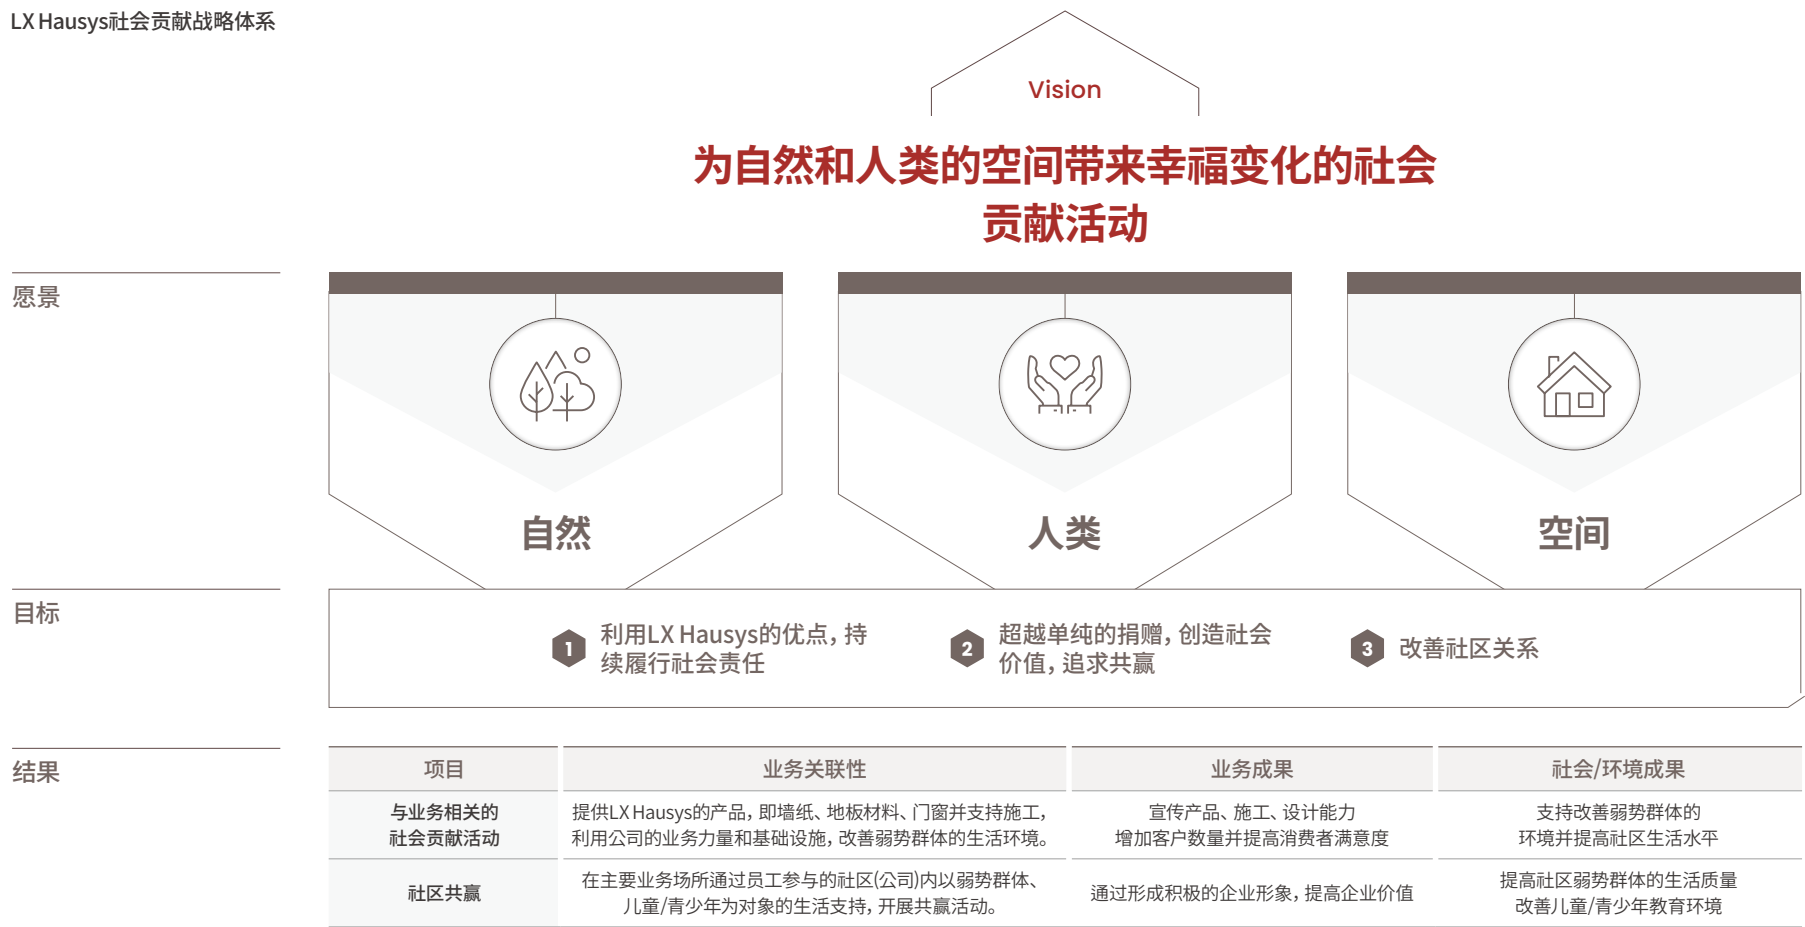 LX Hausys社会贡献战略体系
Vision
为自然和人类的空间带来幸福变化的社会
贡献活动
愿景
自然
人类
空间
目标
1 利用LX Hausys的优点，持
续履行社会责任
2 超越单纯的捐赠，创造社会
价值，追求共赢
3 改善社区关系
结果
项目 业务关联性 业务成果 社会/环境成果
与业务相关的
社会贡献活动
提供LX Hausys的产品，即墙纸、地板材料、门窗并支持施工，
利用公司的业务力量和基础设施，改善弱势群体的生活环境。
宣传产品、施工、设计能力
增加客户数量并提高消费者满意度
支持改善弱势群体的
环境并提高社区生活水平
社区共赢
在主要业务场所通过员工参与的社区(公司)内以弱势群体、
儿童/青少年为对象的生活支持，开展共赢活动。
通过形成积极的企业形象，提高企业价值
提高社区弱势群体的生活质量
改善儿童/青少年教育环境